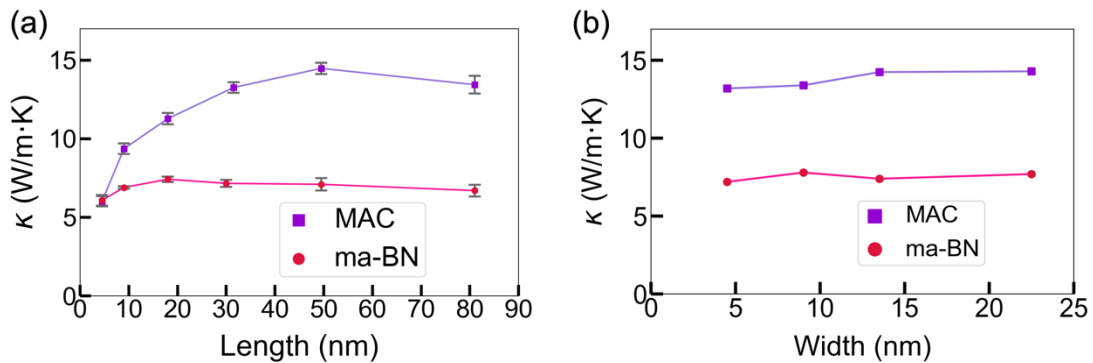 (a)
κ (W/m·K)
15
10
5
0
MAC
ma-BN
0 10 20 30 40 50 60 70 80 90
Length (nm)
(b)
κ (W/m·K)
15
10
5
0
MAC
ma-BN
0 5 10 15 20 25
Width (nm)